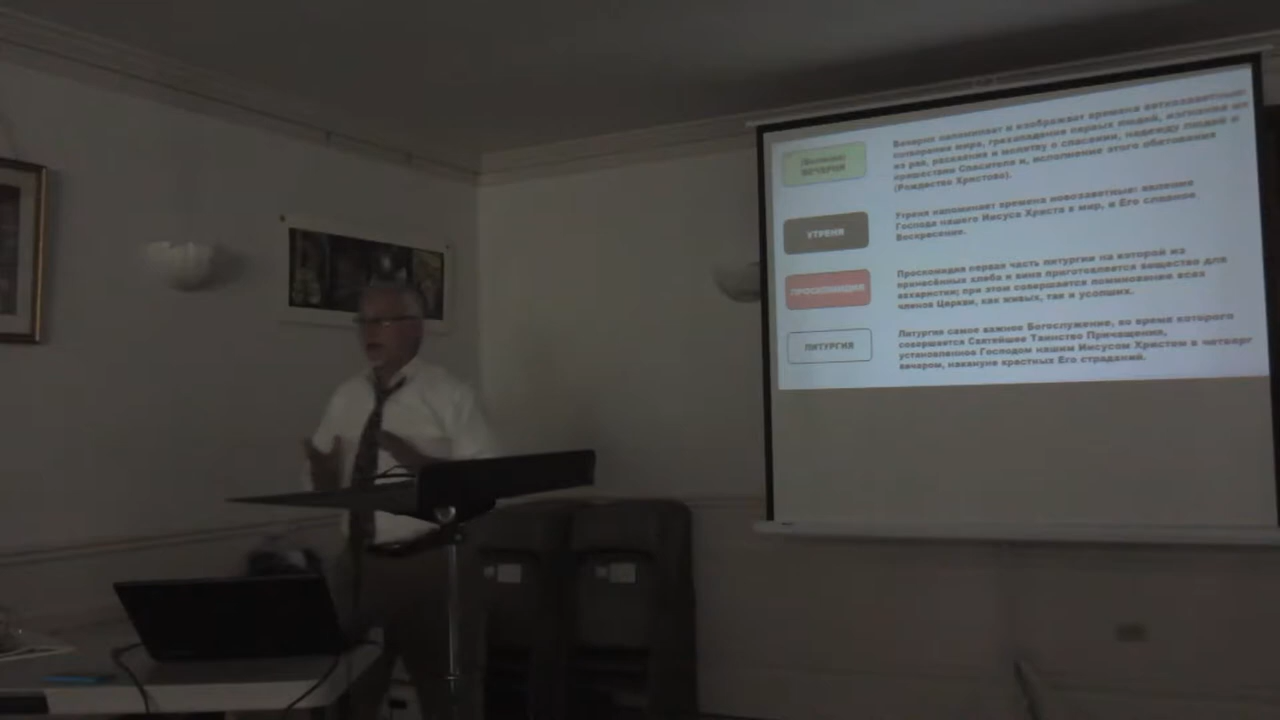 ВЕЧЕРНЯ
Вечерня напоминает и изображает времена ветхозаветные:
сотворение мира, грехопадение первых людей, изгнание их
из рая, раскаяние и молитву о спасении, надежду людей в
пришествие Спасителя и, исполнение этого обетования
(Рождество Христово).
УТРЕНЯ
Утреня напоминает времена новозаветные: явление
Господа нашего Иисуса Христа в мир, и Его славное
Воскресение.
ПРОСКОМИДИЯ
Проскомидия первая часть литургии на которой из
принесённых хлеба и вина приготовляется вещество для
евхаристии; при этом совершается поминовение всех
членов Церкви, как живых, так и усопших.
ЛИТУРГИЯ
Литургия самое важное Богослужение, во время которого
совершается Святейшее Таинство Причащения,
установленное Господом нашим Иисусом Христом в четверг
вечером, накануне крестных Его страданий.